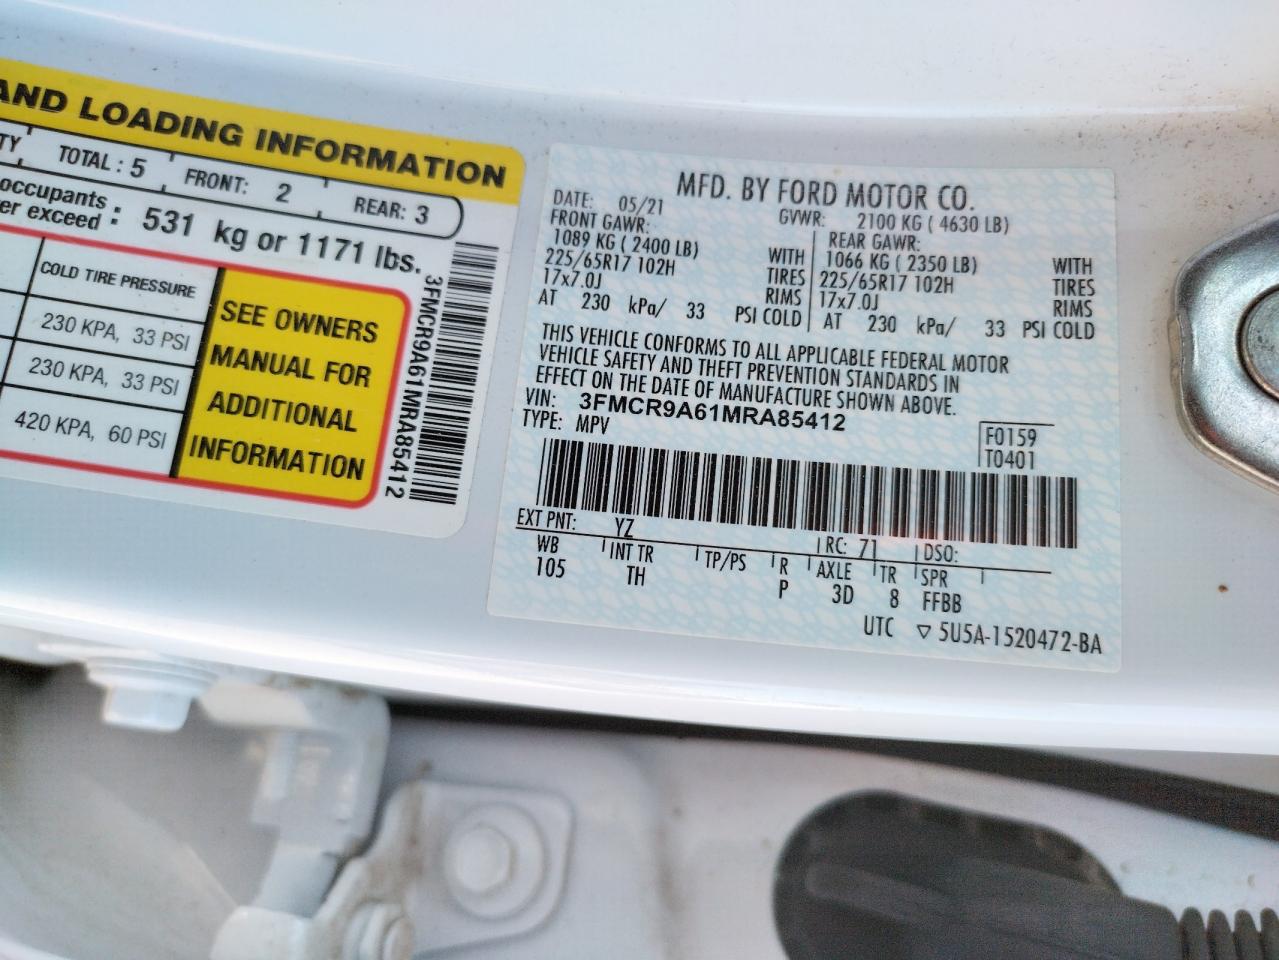 AND LOADING INFORMATION
TOTAL : 5 FRONT: 2 REAR: 3
occupants
exceed : 531 kg or 1171 lbs.
COLD TIRE PRESSURE
230 KPA, 33 PSI
230 KPA, 33 PSI
420 KPA, 60 PSI
SEE OWNERS
MANUAL FOR
ADDITIONAL
INFORMATION
3FMCR9A61MRA85412
MFD. BY FORD MOTOR CO.
DATE: 05/21 GVWR: 2100 KG ( 4630 LB)
FRONT GAWR: REAR GAWR:
1089 KG ( 2400 LB) WITH 1066 KG ( 2350 LB) WITH
225/65R17 102H TIRES 225/65R17 102H TIRES
17x7.0J RIMS 17x7.0J RIMS
AT 230 kPa/ 33 PSI COLD AT 230 kPa/ 33 PSI COLD
THIS VEHICLE CONFORMS TO ALL APPLICABLE FEDERAL MOTOR
VEHICLE SAFETY AND THEFT PREVENTION STANDARDS IN
EFFECT ON THE DATE OF MANUFACTURE SHOWN ABOVE.
VIN: 3FMCR9A61MRA85412
TYPE: MPV
F0159
T0401
EXT PNT: YZ RC: 71 DSO:
WB INT TR TP/PS R AXLE TR SPR
105 TH P 3D 8 FFBB
UTC ▽ 5U5A-1520472-BA